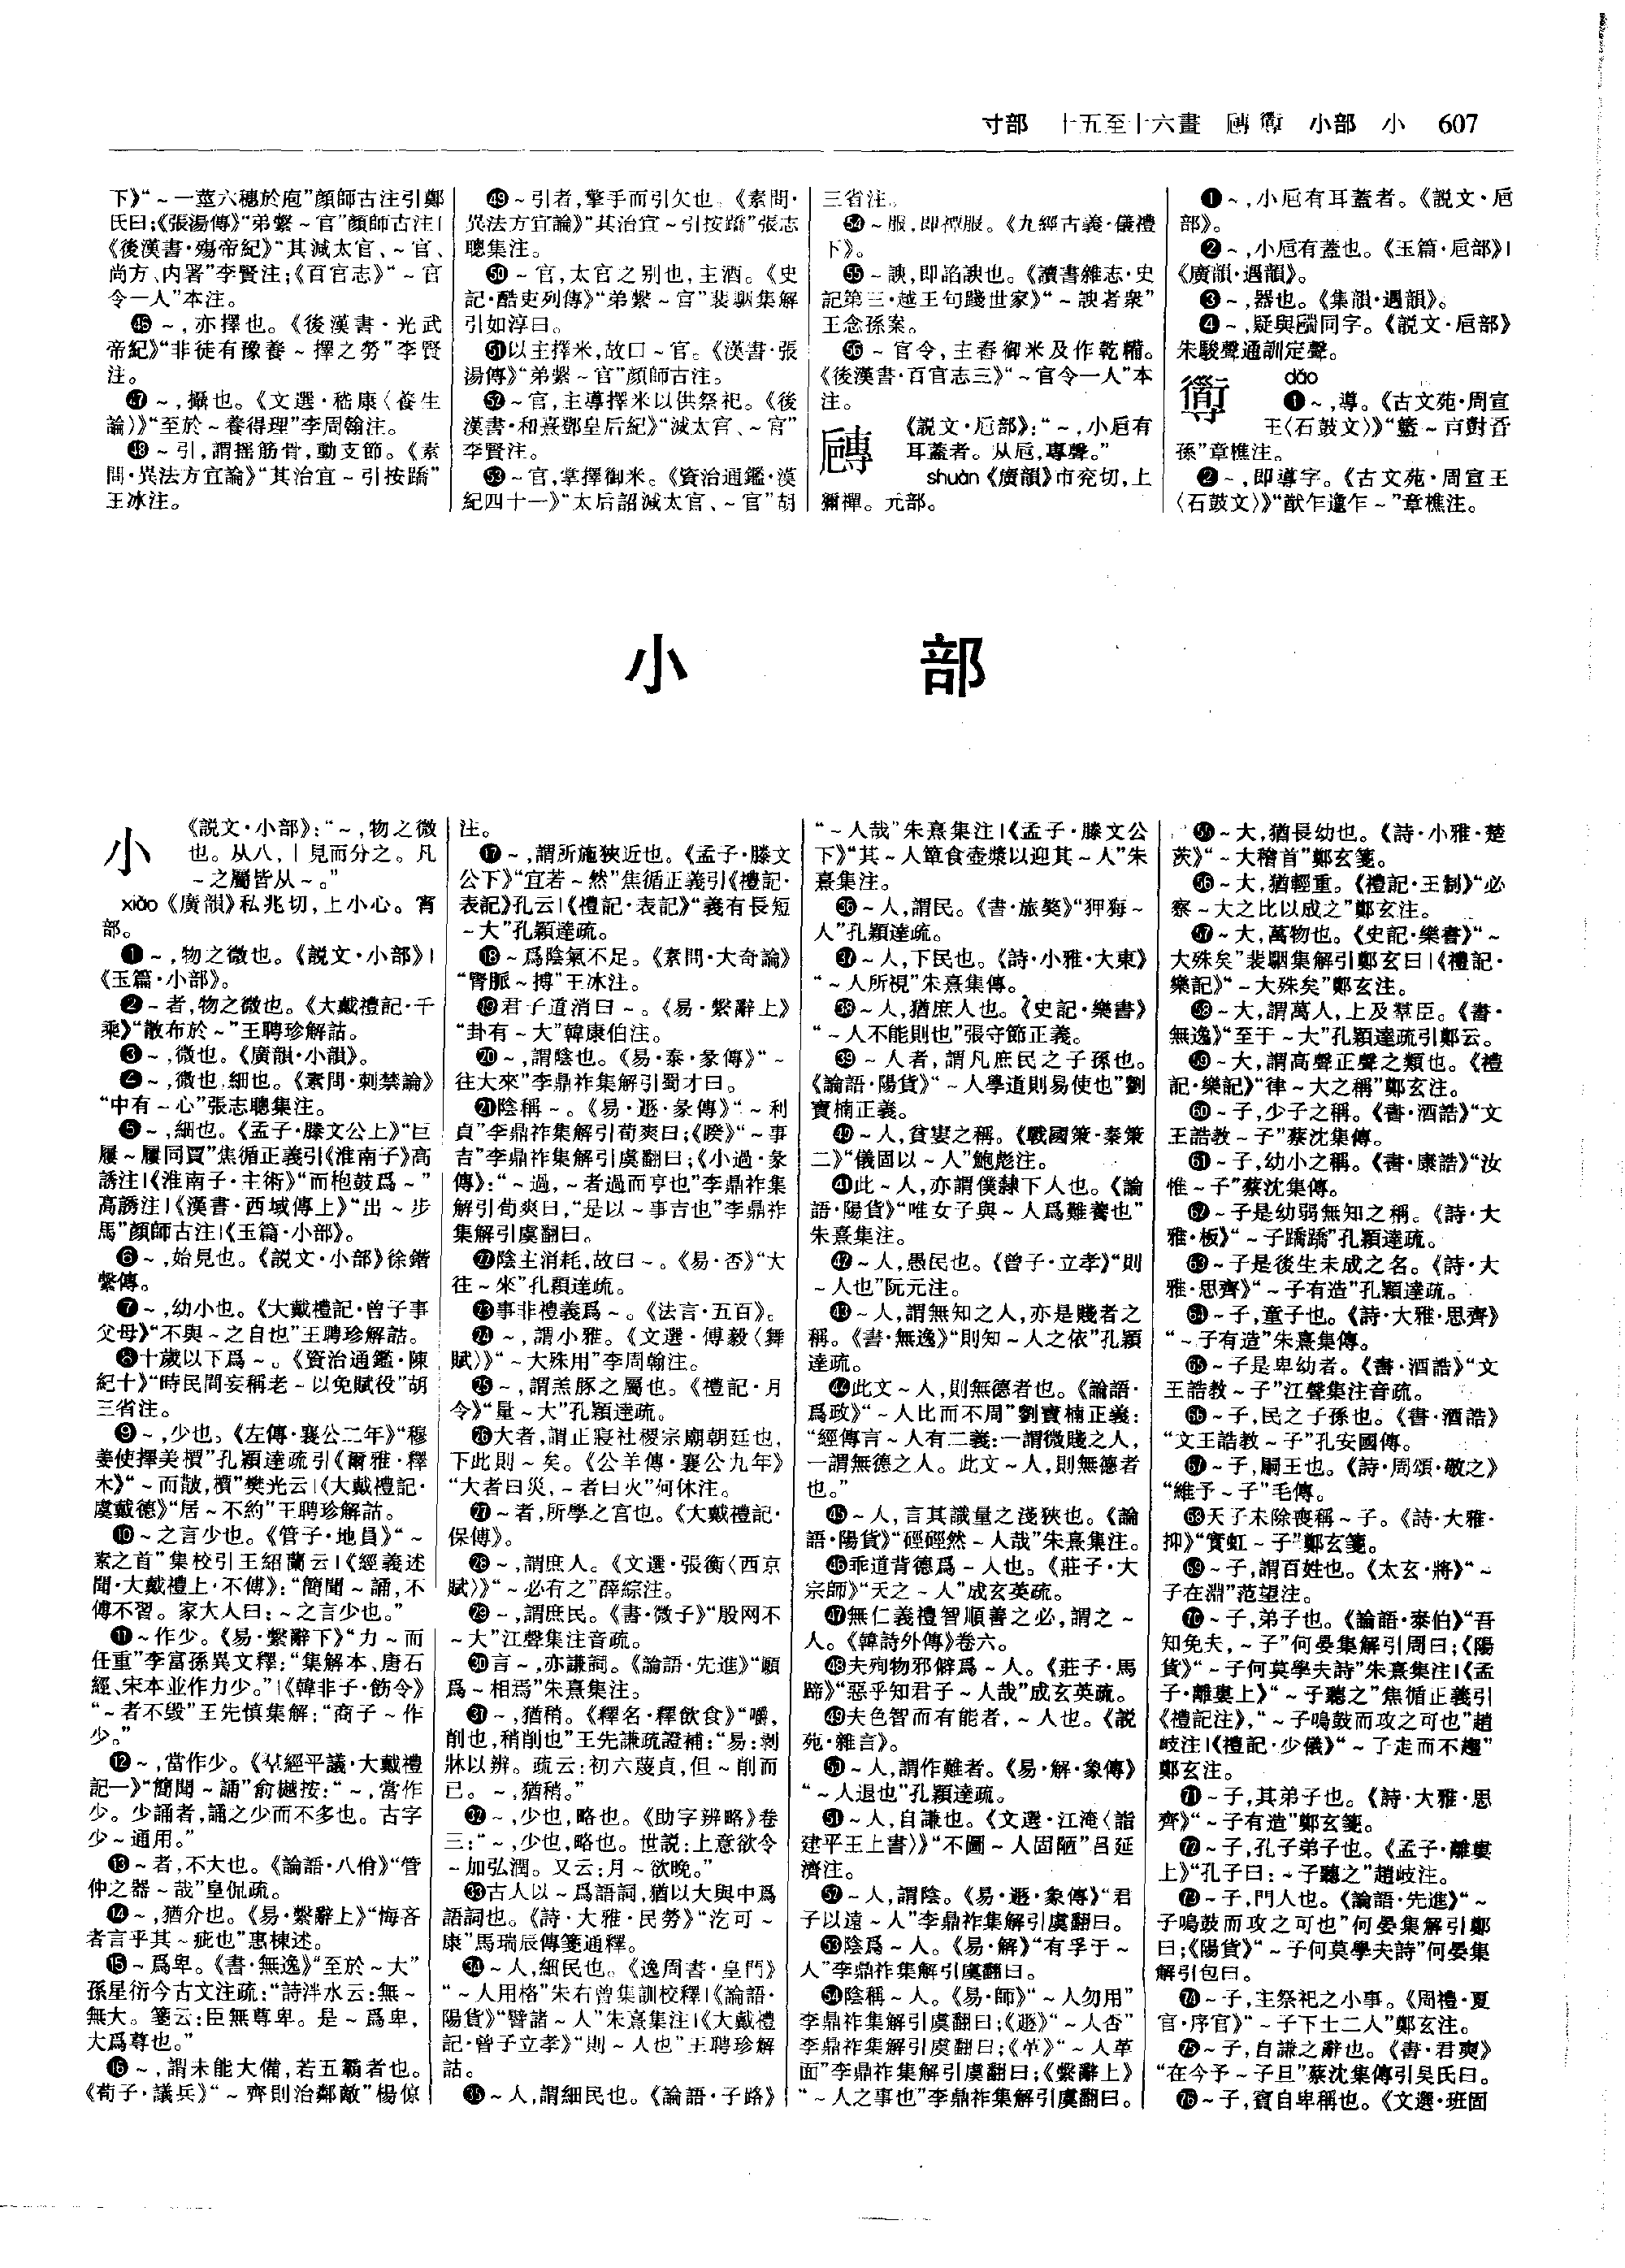 寸部 十五至十六畫 𡭐 𧗳 小部 小 607
下》“～一莖六穗於庖”顔師古注引鄭
氏曰;《張湯傳》“弟繫～官”顔師古注|
《後漢書·殤帝紀》“其減太官、～官、
尚方、内署”李賢注;《百官志》“～官
令一人”本注。
㊻～,亦擇也。《後漢書·光武
帝紀》“非徒有豫養～擇之勞”李賢
注。
㊼～,攝也。《文選·嵇康〈養生
論〉》“至於～養得理”李周翰注。
㊽～引,謂摇筋骨,動支節。《素
問·異法方宜論》“其治宜～引按蹻”
王冰注。
㊾～引者,擎手而引欠也。《素問·
異法方宜論》“其治宜～引按蹻”張志
聰集注。
㊿～官,太官之别也,主酒。《史
記·酷吏列傳》“弟繫～官”裴駰集解
引如淳曰。
51以主擇米,故曰～官。《漢書·張
湯傳》“弟繫～官”顔師古注。
52～官,主導擇米以供祭祀。《後
漢書·和熹鄧皇后紀》“減太官、～官”
李賢注。
53～官,掌擇御米。《資治通鑑·漢
紀四十一》“太后詔減太官、～官”胡
三省注。
54～服,即禫服。《九經古義·儀禮
下》。
55～諛,即諂諛也。《讀書雜志·史
記第三·越王句踐世家》“～諛者衆”
王念孫案。
56～官令,主舂御米及作乾糒。
《後漢書·百官志三》“～官令一人”本
注。
《説文·卮部》:“～,小卮有
耳蓋者。从卮,專聲。”
shuàn《廣韻》市兖切,上
獮禪。元部。
❶～,小卮有耳蓋者。《説文·卮
部》。
❷～,小卮有蓋也。《玉篇·卮部》|
《廣韻·遇韻》。
❸～,器也。《集韻·遇韻》。
❹～,疑與𦓝同字。《説文·卮部》
朱駿聲通訓定聲。
dǎo
❶～,導。《古文苑·周宣
王〈石鼓文〉》
孫”章樵注。
❷～,即導字。《古文苑·周宣王
〈石鼓文〉》“猷乍邍乍～”章樵注。
小 部
小
《説文·小部》:“～,物之微
也。从八,丨見而分之。凡
～之屬皆从～。”
xiǎo《廣韻》私兆切,上小心。宵
部。
❶～,物之微也。《説文·小部》|
《玉篇·小部》。
❷～者,物之微也。《大戴禮記·千
乘》“散布於～”王聘珍解詁。
❸～,微也。《廣韻·小韻》。
❹～,微也,細也。《素問·刺禁論》
“中有～心”張志聰集注。
❺～,細也。《孟子·滕文公上》“巨
屨～屨同賈”焦循正義引《淮南子》高
誘注|《淮南子·主術》“而枹鼓爲～”
高誘注|《漢書·西域傳上》“出～步
馬”顔師古注|《玉篇·小部》。
❻～,始見也。《説文·小部》徐鍇
繫傳。
❼～,幼小也。《大戴禮記·曾子事
父母》“不與～之自也”王聘珍解詁。
❽十歲以下爲～。《資治通鑑·陳
紀十》“時民間妄稱老～以免賦役”胡
三省注。
❾～,少也。《左傳·襄公二年》“穆
姜使擇美檟”孔穎達疏引《爾雅·釋
木》“～而皵,檟”樊光云|《大戴禮記·
虞戴德》“居～不約”王聘珍解詁。
❿～之言少也。《管子·地員》“～
素之首”集校引王紹蘭云|《經義述
聞·大戴禮上·不傅》:“簡聞～誦,不
傅不習。家大人曰:～之言少也。”
⓫～作少。《易·繫辭下》“力～而
任重”李富孫異文釋:“集解本、唐石
經、宋本並作力少。”|《韓非子·飭令》
“～者不毁”王先慎集解:“商子～作
少。”
⓬～,當作少。《羣經平議·大戴禮
記一》“簡聞～誦”俞樾按:“～,當作
少。少誦者,誦之少而不多也。古字
少～通用。”
⓭～者,不大也。《論語·八佾》“管
仲之器～哉”皇侃疏。
⓮～,猶介也。《易·繫辭上》“悔吝
者言乎其～疵也”惠棟述。
⓯～爲卑。《書·無逸》“至於～大”
孫星衍今古文注疏:“詩泮水云:無～
無大。箋云:臣無尊卑。是～爲卑,
大爲尊也。”
⓰～,謂未能大備,若五霸者也。
《荀子·議兵》“～齊則治鄰敵”楊倞
注。
⓱～,謂所施狹近也。《孟子·滕文
公下》“宜若～然”焦循正義引《禮記·
表記》孔云|《禮記·表記》“義有長短
～大”孔穎達疏。
⓲～爲陰氣不足。《素問·大奇論》
“腎脈～搏”王冰注。
⓳君子道消曰～。《易·繫辭上》
“卦有～大”韓康伯注。
⓴～,謂陰也。《易·泰·彖傳》“～
往大來”李鼎祚集解引蜀才曰。
㉑陰稱～。《易·遯·彖傳》“～利
貞”李鼎祚集解引荀爽曰;《睽》“～事
吉”李鼎祚集解引虞翻曰;《小過·彖
傳》:“～過,～者過而亨也”李鼎祚集
解引荀爽曰,“是以～事吉也”李鼎祚
集解引虞翻曰。
㉒陰主消耗,故曰～。《易·否》“大
往～來”孔穎達疏。
㉓事非禮義爲～。《法言·五百》。
㉔～,謂小雅。《文選·傅毅〈舞
賦〉》“～大殊用”李周翰注。
㉕～,謂羔豚之屬也。《禮記·月
令》“量～大”孔穎達疏。
㉖大者,謂正寢社稷宗廟朝廷也,
下此則～矣。《公羊傳·襄公九年》
“大者曰災,～者曰火”何休注。
㉗～者,所學之宫也。《大戴禮記·
保傅》。
㉘～,謂庶人。《文選·張衡〈西京
賦〉》“～必有之”薛綜注。
㉙～,謂庶民。《書·微子》“殷罔不
～大”江聲集注音疏。
㉚言～,亦謙詞。《論語·先進》“願
爲～相焉”朱熹集注。
㉛～,猶稍。《釋名·釋飲食》“嚼,
削也,稍削也”王先謙疏證補:“易:剥
牀以辨。疏云:初六蔑貞,但～削而
已。～,猶稍。”
㉜～,少也,略也。《助字辨略》卷
三:“～,少也,略也。世説:上意欲令
～加弘潤。又云:月～欲晚。”
㉝古人以～爲語詞,猶以大與中爲
語詞也。《詩·大雅·民勞》“汔可～
康”馬瑞辰傳箋通釋。
㉞～人,細民也。《逸周書·皇門》
“～人用格”朱右曾集訓校釋|《論語·
陽貨》“譬諸～人”朱熹集注|《大戴禮
記·曾子立孝》“則～人也”王聘珍解
詁。
㉟～人,謂細民也。《論語·子路》
“～人哉”朱熹集注|《孟子·滕文公
下》“其～人簞食壺漿以迎其～人”朱
熹集注。
㊱～人,謂民。《書·旅獒》“狎侮～
人”孔穎達疏。
㊲～人,下民也。《詩·小雅·大東》
“～人所視”朱熹集傳。
㊳～人,猶庶人也。《史記·樂書》
“～人不能則也”張守節正義。
㊴～人者,謂凡庶民之子孫也。
《論語·陽貨》“～人學道則易使也”劉
寶楠正義。
㊵～人,貧窶之稱。《戰國策·秦策
二》“儀固以～人”鮑彪注。
㊶此～人,亦謂僕隸下人也。《論
語·陽貨》“唯女子與～人爲難養也”
朱熹集注。
㊷～人,愚民也。《曾子·立孝》“則
～人也”阮元注。
㊸～人,謂無知之人,亦是賤者之
稱。《書·無逸》“則知～人之依”孔穎
達疏。
㊹此文～人,則無德者也。《論語·
爲政》“～人比而不周”劉寶楠正義:
“經傳言～人有二義:一謂微賤之人,
一謂無德之人。此文～人,則無德者
也。”
㊺～人,言其識量之淺狹也。《論
語·陽貨》“硜硜然～人哉”朱熹集注。
㊻乖道背德爲～人也。《莊子·大
宗師》“天之～人”成玄英疏。
㊼無仁義禮智順善之必,謂之～
人。《韓詩外傳》卷六。
㊽夫殉物邪僻爲～人。《莊子·馬
蹄》“惡乎知君子～人哉”成玄英疏。
㊾夫色智而有能者,～人也。《説
苑·雜言》。
㊿～人,謂作難者。《易·解·象傳》
“～人退也”孔穎達疏。
51～人,自謙也。《文選·江淹〈詣
建平王上書〉》“不圖～人固陋”吕延
濟注。
52～人,謂陰。《易·遯·象傳》“君
子以遠～人”李鼎祚集解引虞翻曰。
53陰爲～人。《易·解》“有孚于～
人”李鼎祚集解引虞翻曰。
54陰稱～人。《易·師》“～人勿用”
李鼎祚集解引虞翻曰;《遯》“～人否”
李鼎祚集解引虞翻曰;《革》“～人革
面”李鼎祚集解引虞翻曰;《繫辭上》
“～人之事也”李鼎祚集解引虞翻曰。
55～大,猶長幼也。《詩·小雅·楚
茨》“～大稽首”鄭玄箋。
56～大,猶輕重。《禮記·王制》“必
察～大之比以成之”鄭玄注。
57～大,萬物也。《史記·樂書》“～
大殊矣”裴駰集解引鄭玄曰|《禮記·
樂記》“～大殊矣”鄭玄注。
58～大,謂萬人,上及羣臣。《書·
無逸》“至于～大”孔穎達疏引鄭云。
59～大,謂高聲正聲之類也。《禮
記·樂記》“律～大之稱”鄭玄注。
60～子,少子之稱。《書·酒誥》“文
王誥教～子”蔡沈集傳。
61～子,幼小之稱。《書·康誥》“汝
惟～子”蔡沈集傳。
62～子是幼弱無知之稱。《詩·大
雅·板》“～子蹻蹻”孔穎達疏。
63～子是後生未成之名。《詩·大
雅·思齊》“～子有造”孔穎達疏。
64～子,童子也。《詩·大雅·思齊》
“～子有造”朱熹集傳。
65～子是卑幼者。《書·酒誥》“文
王誥教～子”江聲集注音疏。
66～子,民之子孫也。《書·酒誥》
“文王誥教～子”孔安國傳。
67～子,嗣王也。《詩·周頌·敬之》
“維予～子”毛傳。
68天子未除喪稱～子。《詩·大雅·
抑》“實虹～子”鄭玄箋。
69～子,謂百姓也。《太玄·將》“～
子在淵”范望注。
70～子,弟子也。《論語·泰伯》“吾
知免夫,～子”何晏集解引周曰;《陽
貨》“～子何莫學夫詩”朱熹集注|《孟
子·離婁上》“～子聽之”焦循正義引
《禮記注》,“～子鳴鼓而攻之可也”趙
岐注|《禮記·少儀》“～子走而不趨”
鄭玄注。
71～子,其弟子也。《詩·大雅·思
齊》“～子有造”鄭玄箋。
72～子,孔子弟子也。《孟子·離婁
上》“孔子曰:～子聽之”趙岐注。
73～子,門人也。《論語·先進》“～
子鳴鼓而攻之可也”何晏集解引鄭
曰;《陽貨》“～子何莫學夫詩”何晏集
解引包曰。
74～子,主祭祀之小事。《周禮·夏
官·序官》“～子下士二人”鄭玄注。
75～子,自謙之辭也。《書·君奭》
“在今予～子旦”蔡沈集傳引吴氏曰。
76～子,賓自卑稱也。《文選·班固